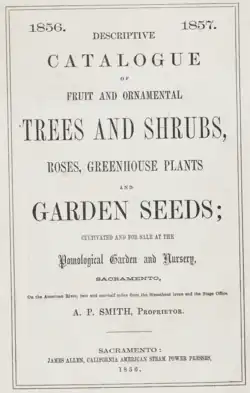 1856. 1857.
DESCRIPTIVE
CATALOGUE
OF
FRUIT AND ORNAMENTAL
TREES AND SHRUBS,
ROSES, GREENHOUSE PLANTS
AND
GARDEN SEEDS;
CULTIVATED AND FOR SALE AT THE
Pomological Garden and Nursery,
SACRAMENTO,
On the American River, two and one-half miles from the Steamboat levee and the Stage Office.
A. P. SMITH, PROPRIETOR.
SACRAMENTO:
JAMES ALLEN, CALIFORNIA AMERICAN STEAM POWER PRESSES,
1856.